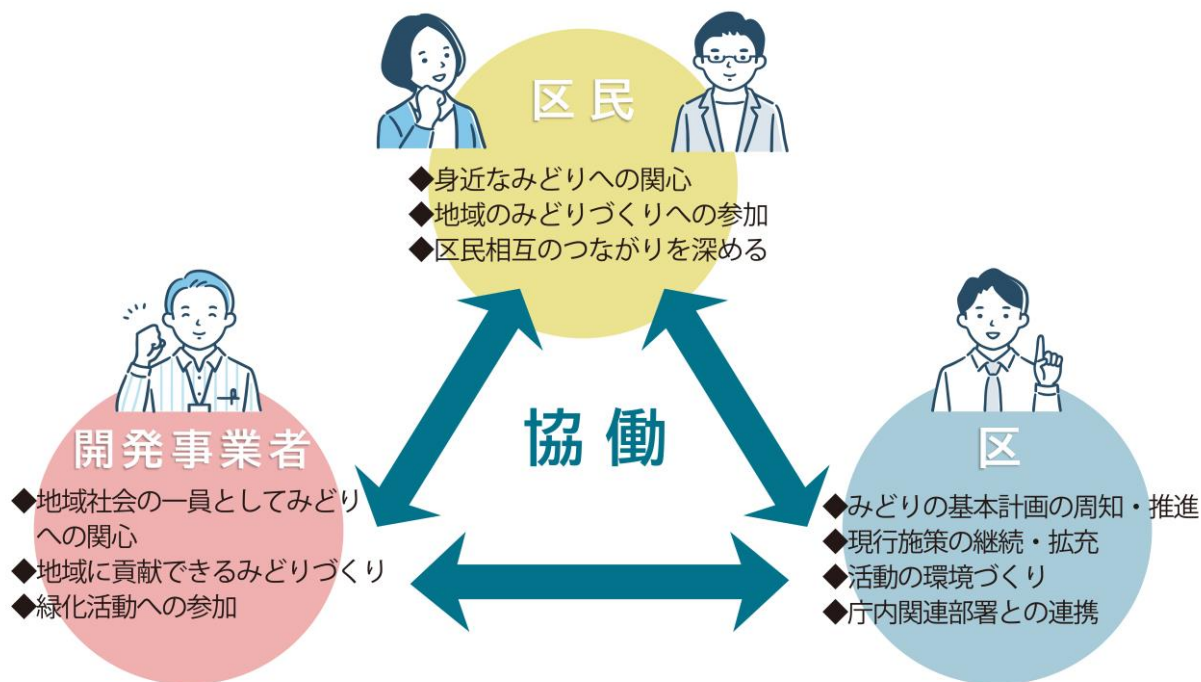 区民
◆身近なみどりへの関心
◆地域のみどりづくりへの参加
◆区民相互のつながりを深める
協働
開発事業者
◆地域社会の一員としてみどり
への関心
◆地域に貢献できるみどりづくり
◆緑化活動への参加
区
◆みどりの基本計画の周知・推進
◆現行施策の継続・拡充
◆活動の環境づくり
◆庁内関連部署との連携